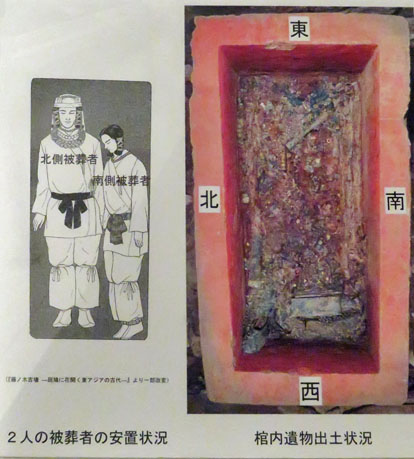 北側被葬者
南側被葬者
(『藤ノ木古墳 ―斑鳩に花開く東アジアの古代―』より一部改変)
2人の被葬者の安置状況
東
北
南
西
棺内遺物出土状況